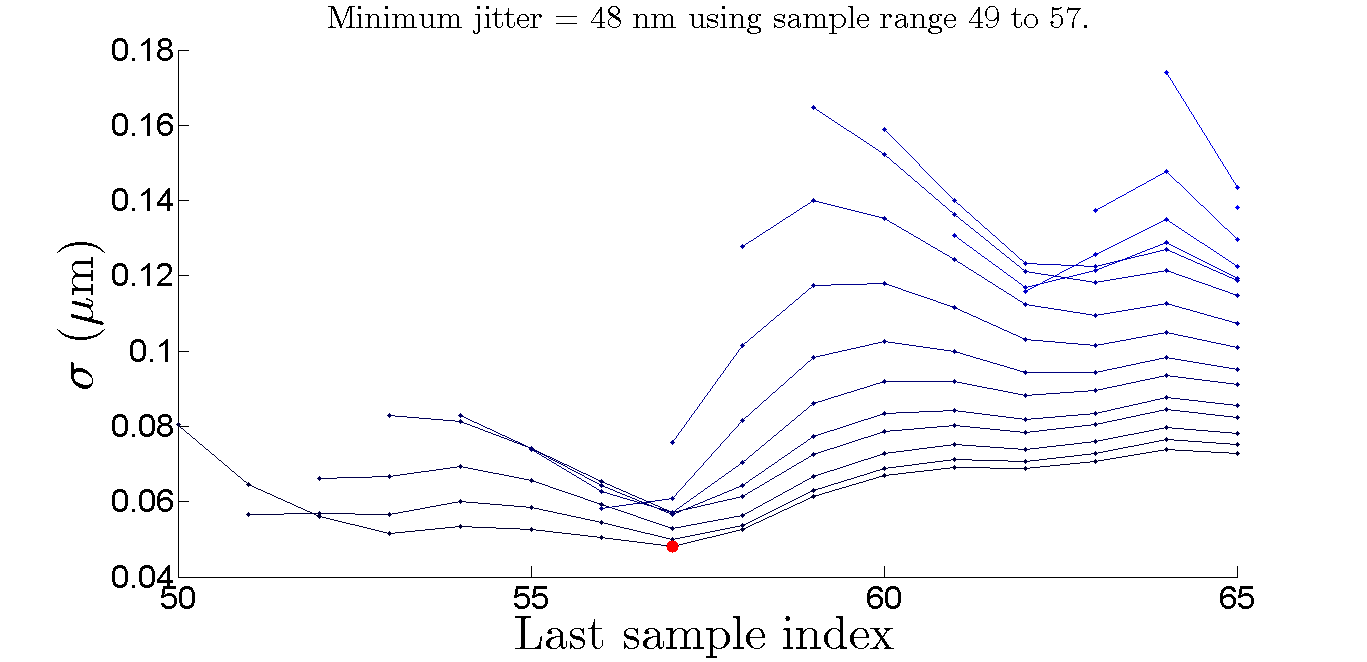 Minimum jitter = 48 nm using sample range 49 to 57.
0.18
0.16
0.14
0.12
0.1
0.08
0.06
0.04
σ (μm)
50 55 60 65
Last sample index